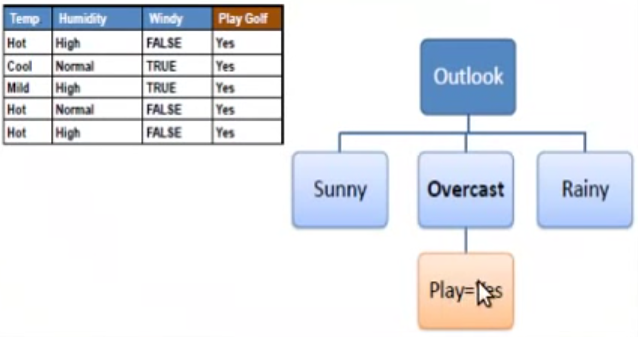 Temp Humidity Windy Play Golf
Hot High FALSE Yes
Cool Normal TRUE Yes
Mild High TRUE Yes
Hot Normal FALSE Yes
Hot High FALSE Yes
Outlook
Sunny Overcast Rainy
Play=Yes